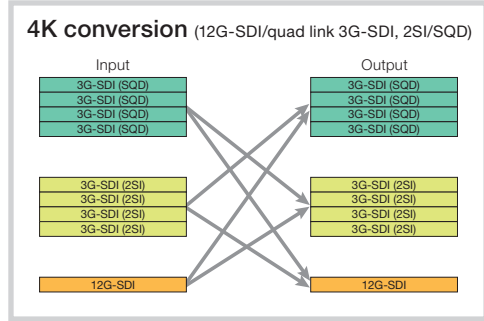 4K conversion (12G-SDI/quad link 3G-SDI, 2SI/SQD)
Input
3G-SDI (SQD)
3G-SDI (SQD)
3G-SDI (SQD)
3G-SDI (SQD)
3G-SDI (2SI)
3G-SDI (2SI)
3G-SDI (2SI)
3G-SDI (2SI)
12G-SDI
Output
3G-SDI (SQD)
3G-SDI (SQD)
3G-SDI (SQD)
3G-SDI (SQD)
3G-SDI (2SI)
3G-SDI (2SI)
3G-SDI (2SI)
3G-SDI (2SI)
12G-SDI